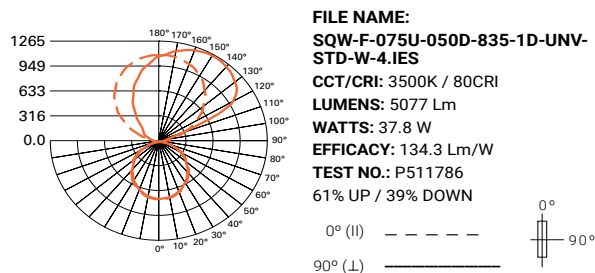 1265
949
633
316
0.0
180° 170° 160° 150° 140° 130° 120° 110° 100° 90° 80° 70° 60° 50° 40° 30° 20° 10° 0°
FILE NAME:
SQW-F-075U-050D-835-1D-UNV-
STD-W-4.IES
CCT/CRI: 3500K / 80CRI
LUMENS: 5077 Lm
WATTS: 37.8 W
EFFICACY: 134.3 Lm/W
TEST NO.: P511786
61% UP / 39% DOWN
0° (II)
90° (⊥)
0°
90°